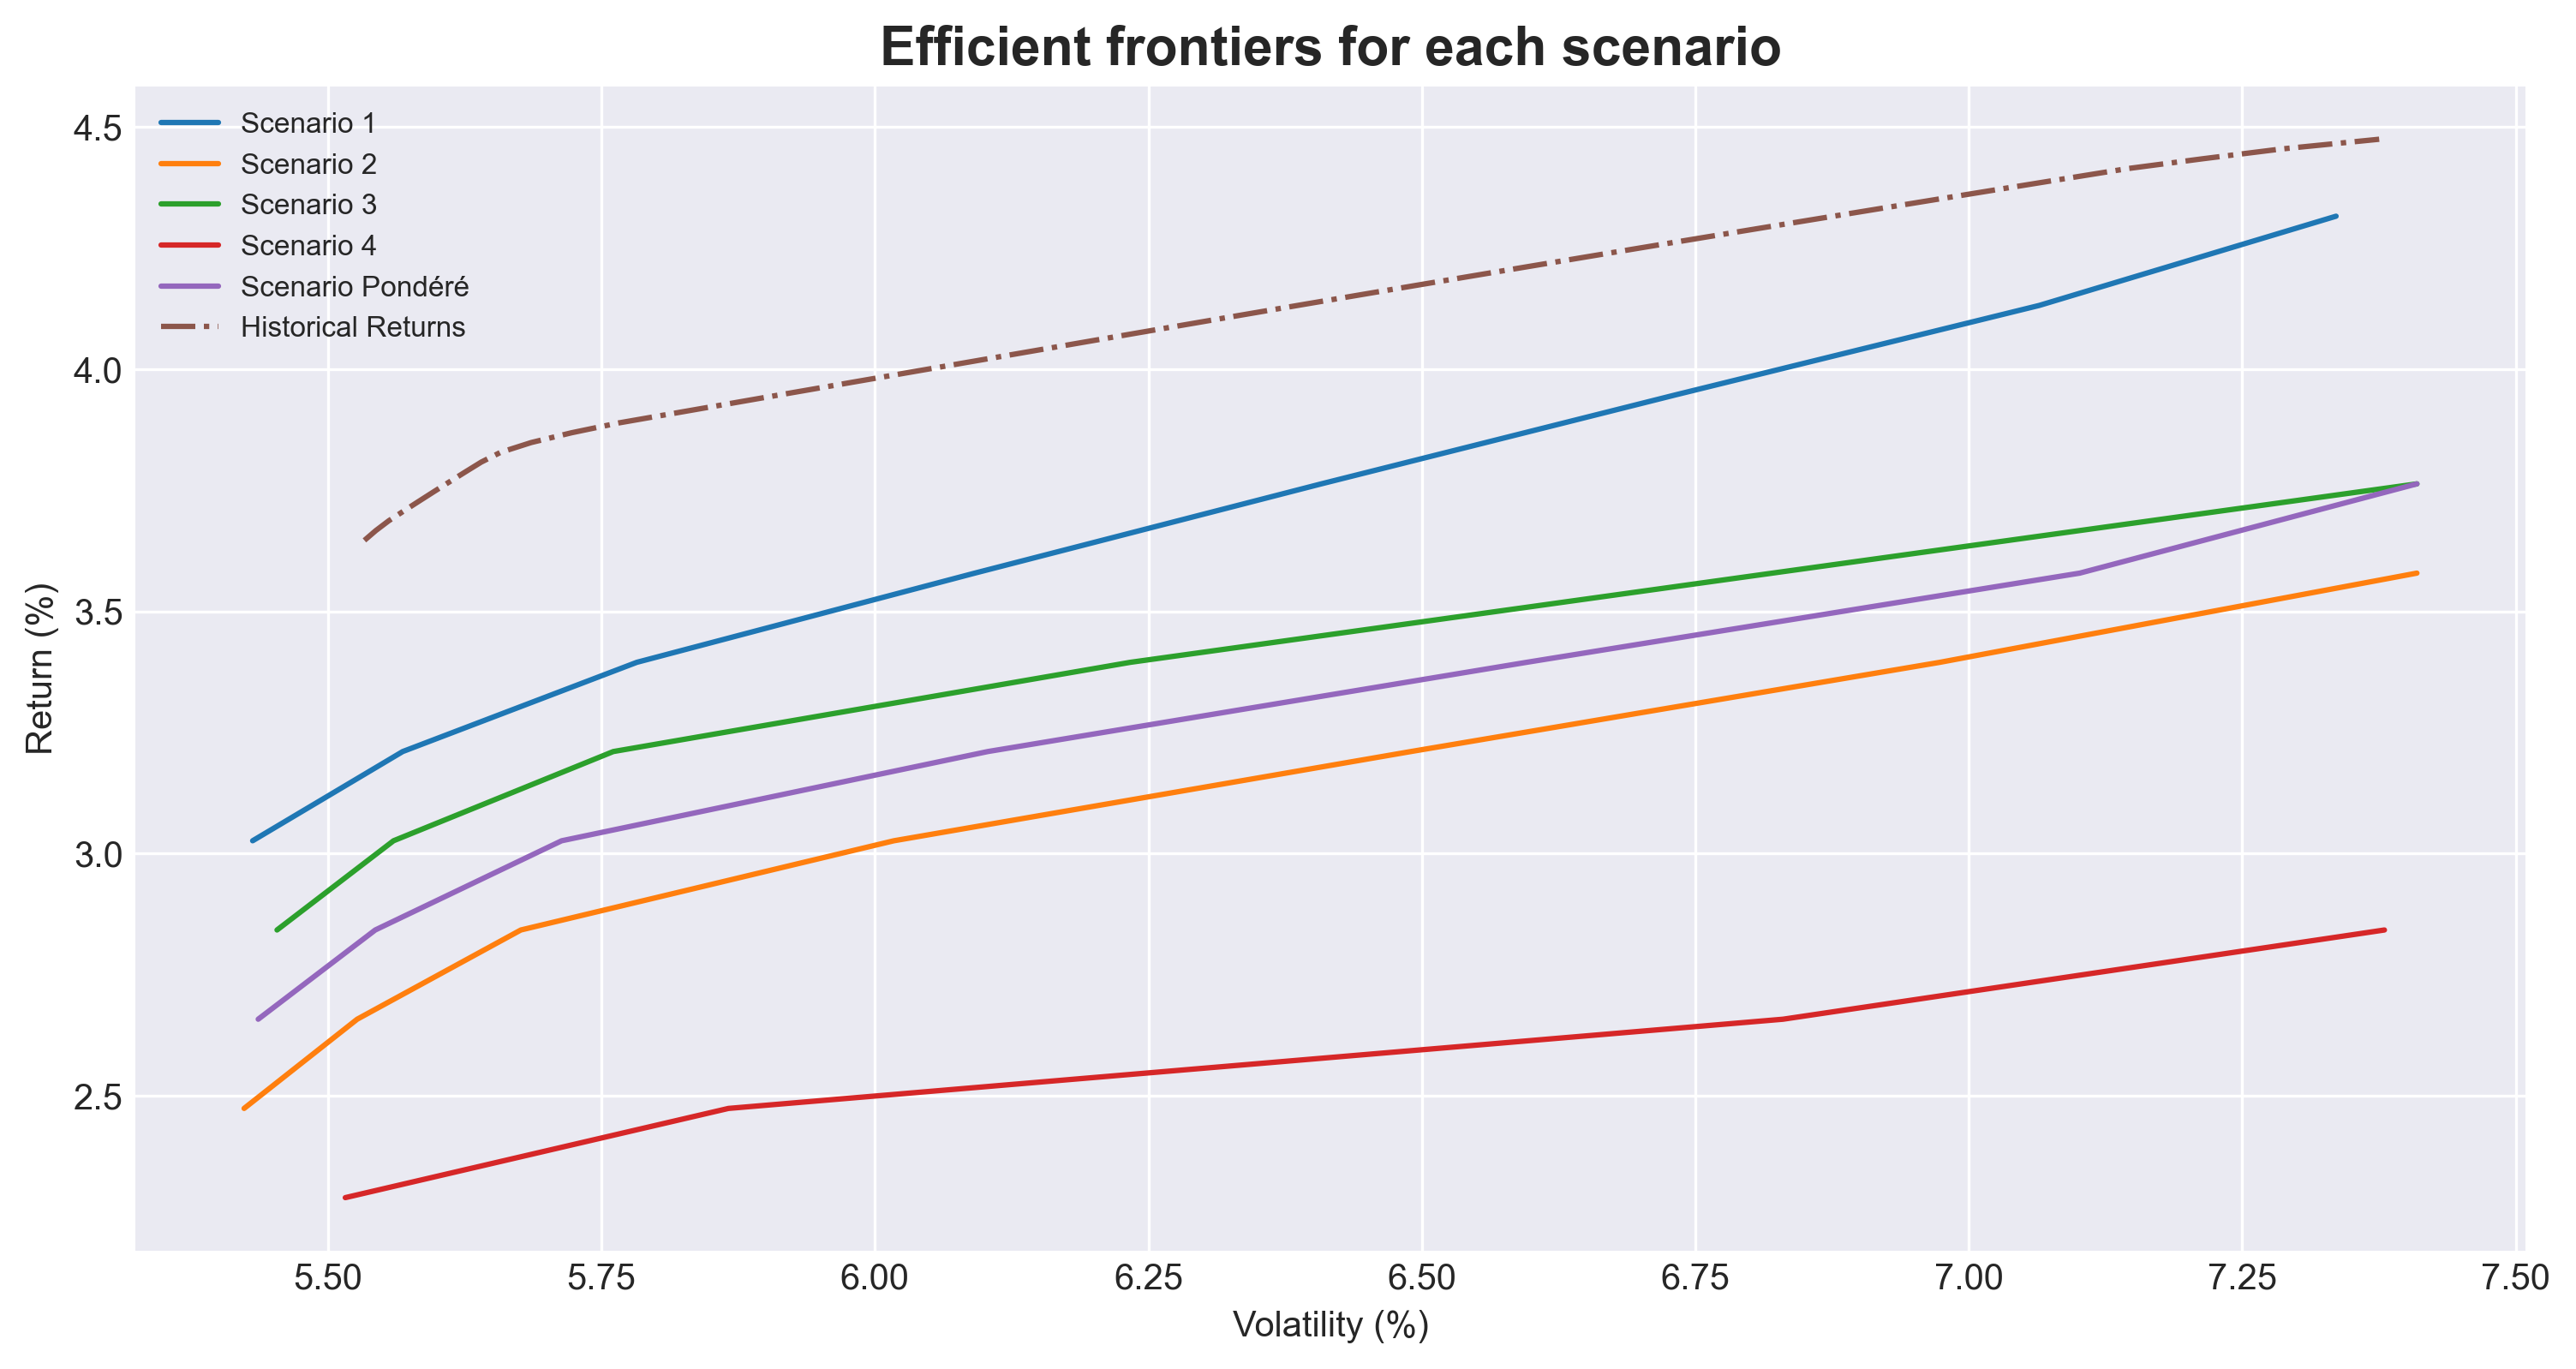 Efficient frontiers for each scenario
Scenario 1
Scenario 2
Scenario 3
Scenario 4
Scenario Pondéré
Historical Returns
4.5
4.0
3.5
3.0
2.5
Return (%)
5.50 5.75 6.00 6.25 6.50 6.75 7.00 7.25 7.50
Volatility (%)